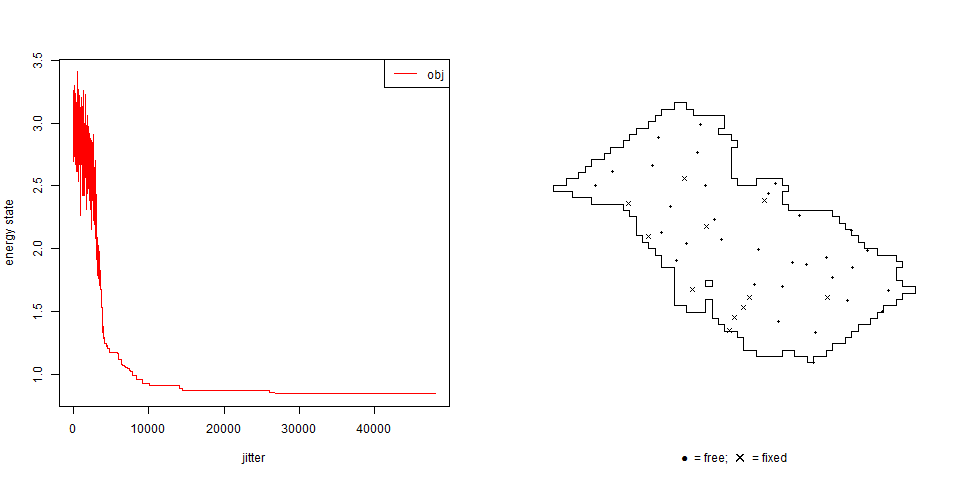 3.5
3.0
2.5
2.0
1.5
1.0
energy state
obj
0 10000 20000 30000 40000
jitter
● = free; × = fixed